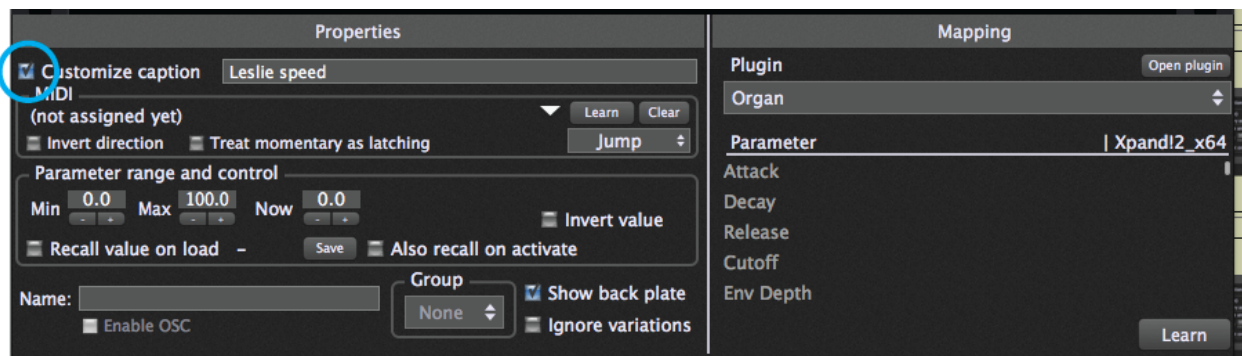 Properties
Customize caption Leslie speed
MIDI
(not assigned yet) Learn Clear
Invert direction Treat momentary as latching Jump
Parameter range and control
Min 0.0 Max 100.0 Now 0.0
- + - + - +
Invert value
Recall value on load – Save Also recall on activate
Name:
Enable OSC
Group
None
Show back plate
Ignore variations
Mapping
Plugin Open plugin
Organ
Parameter | Xpand!2_x64
Attack
Decay
Release
Cutoff
Env Depth
Learn